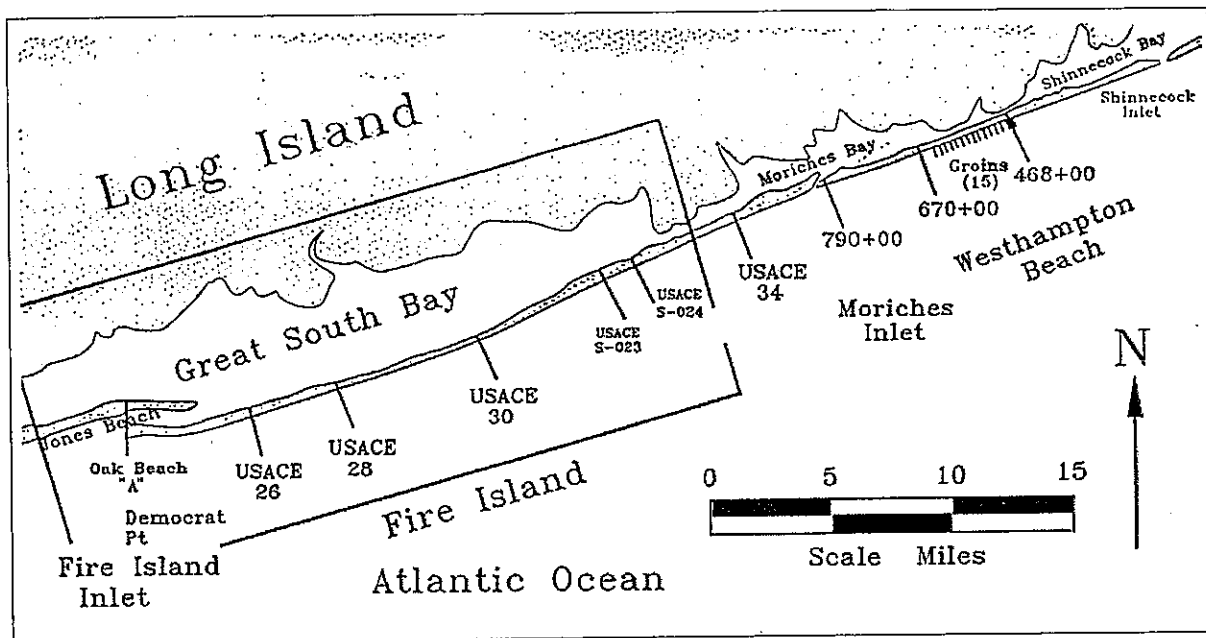 Long Island
Great South Bay
Moriches Bay
Shinnecock Bay
Shinnecock
Inlet
Groins
(15)
468+00
670+00
790+00
Westhampton
Beach
Moriches
Inlet
USACE
34
USACE
S-024
USACE
S-023
USACE
30
USACE
28
USACE
26
Jones Beach
Oak Beach
"A"
Democrat
Pt
Fire Island
Inlet
Fire Island
Atlantic Ocean
N
0 5 10 15
Scale Miles